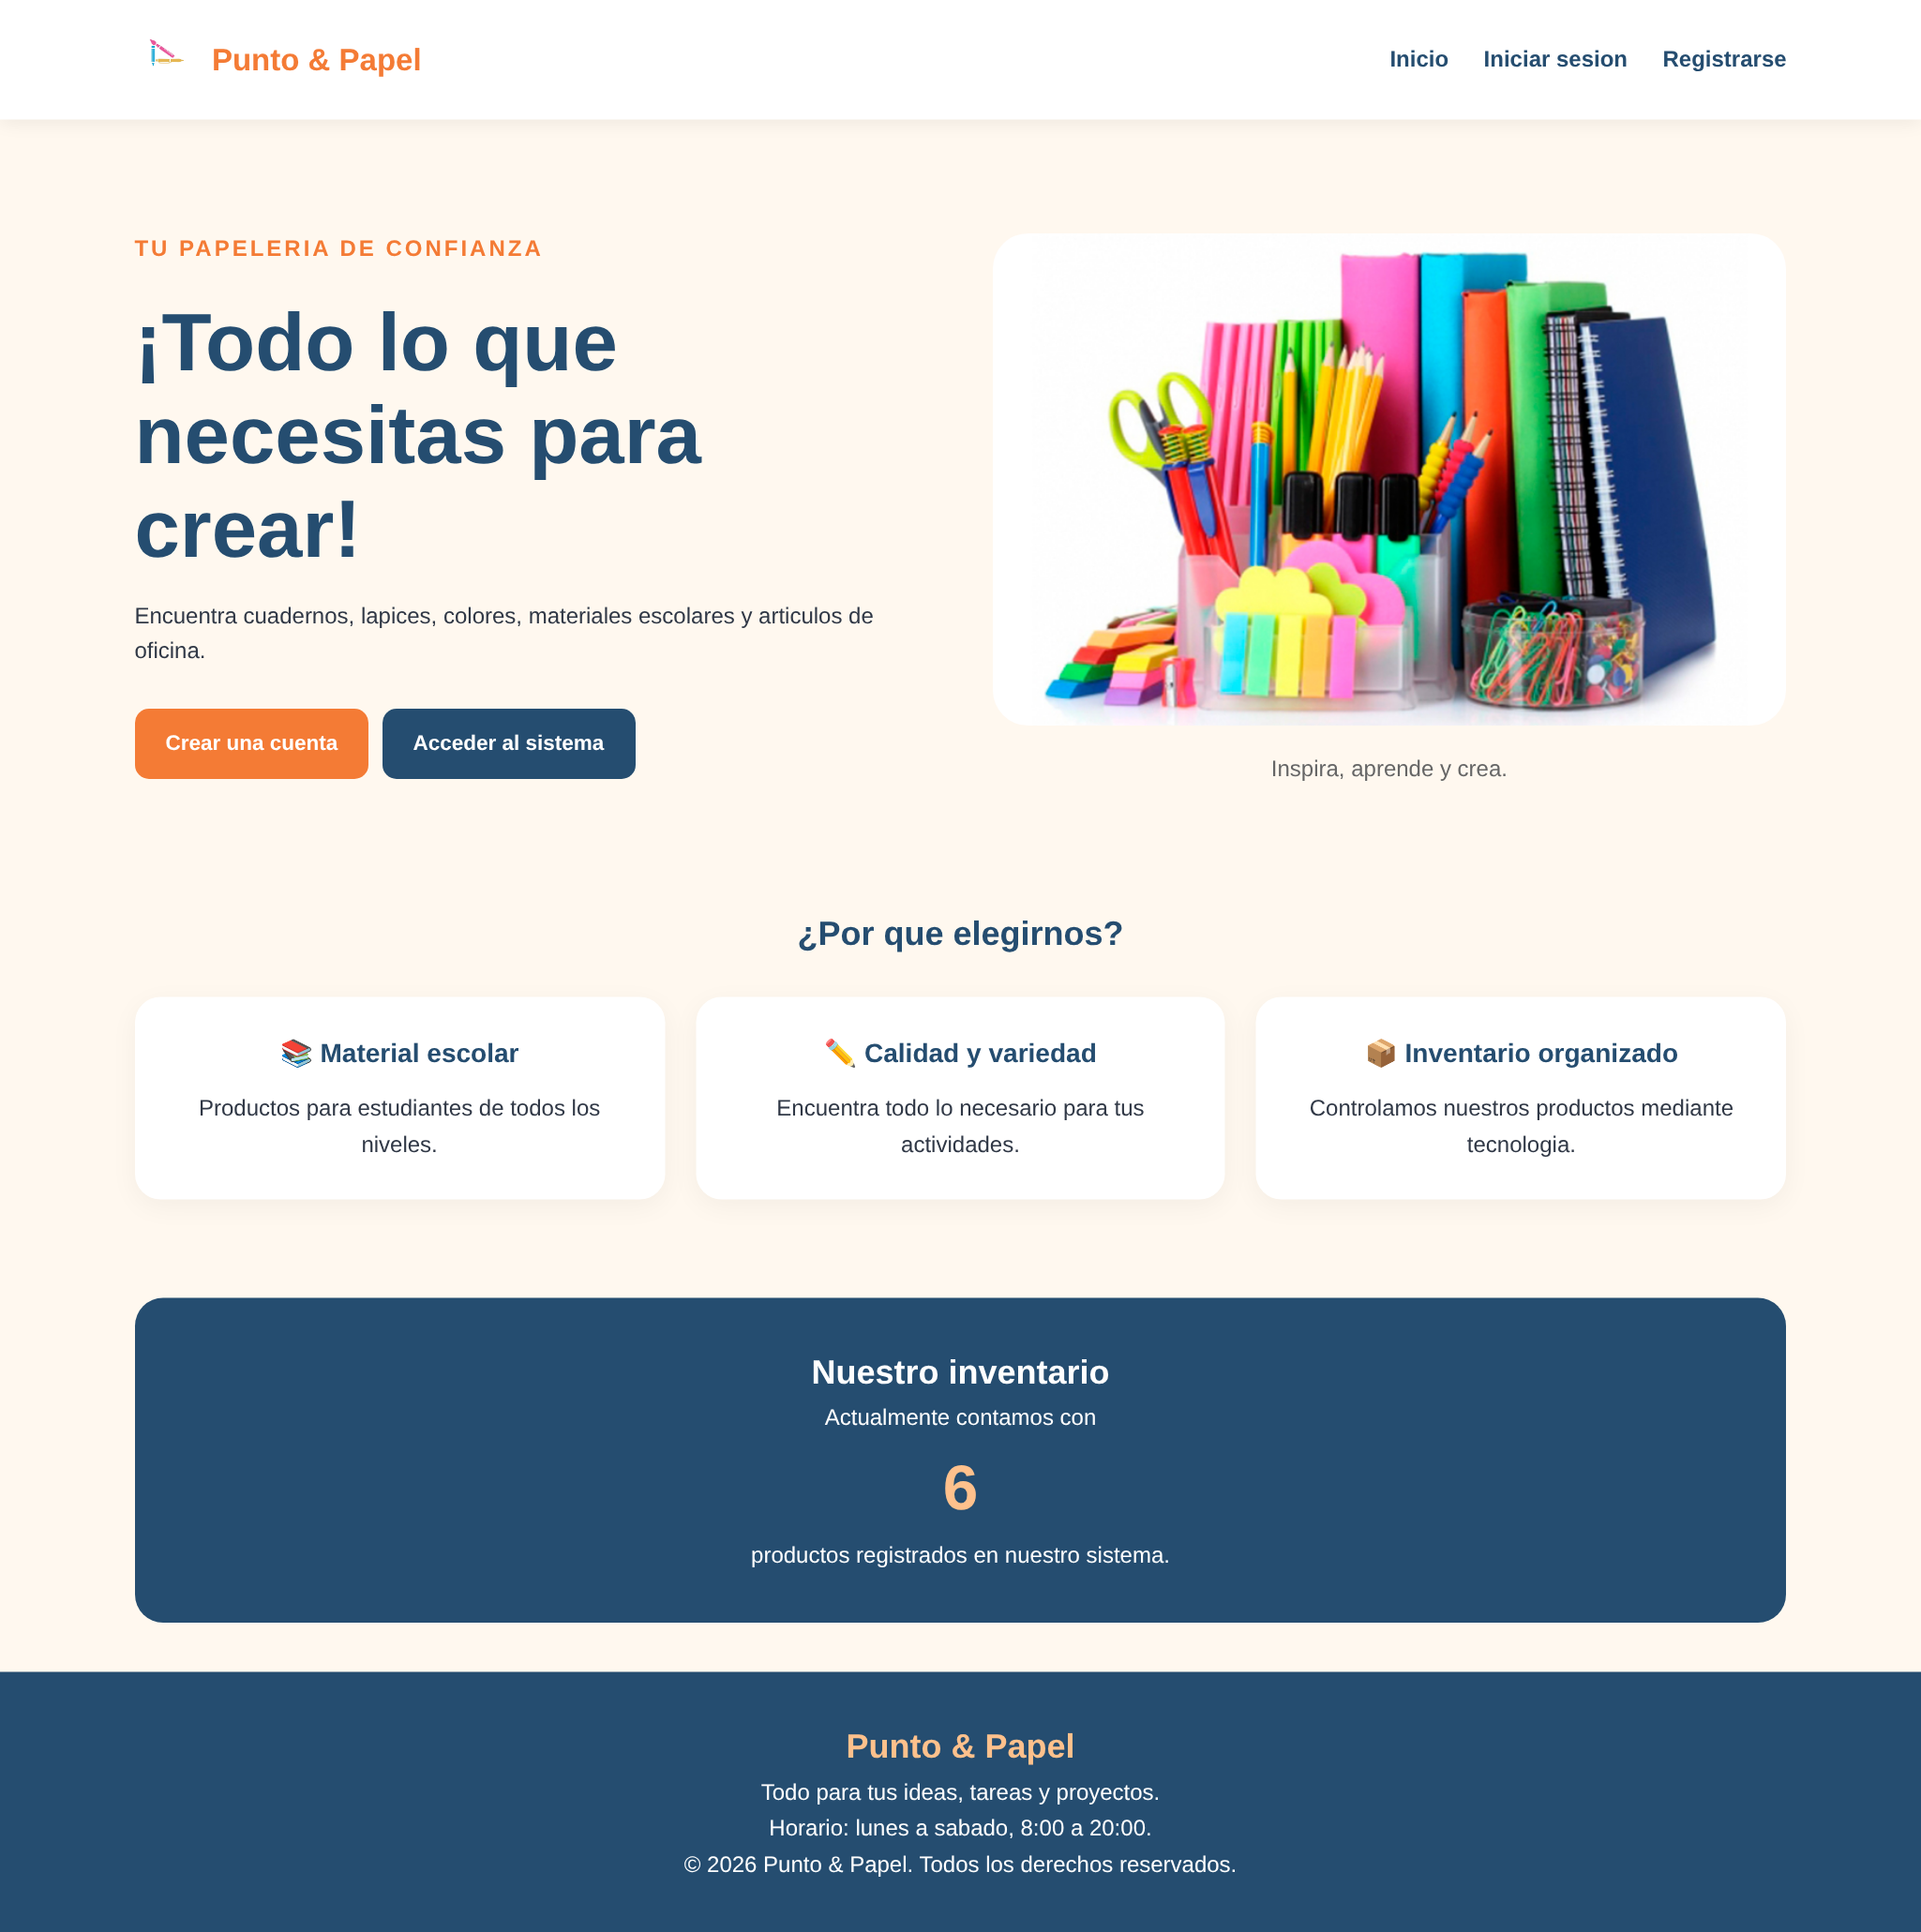 Punto & Papel
Inicio
Iniciar sesion
Registrarse
TU PAPELERIA DE CONFIANZA
¡Todo lo que
necesitas para
crear!
Encuentra cuadernos, lapices, colores, materiales escolares y articulos de
oficina.
Crear una cuenta
Acceder al sistema
Inspira, aprende y crea.
¿Por que elegirnos?
📚 Material escolar
Productos para estudiantes de todos los
niveles.
✏️ Calidad y variedad
Encuentra todo lo necesario para tus
actividades.
📦 Inventario organizado
Controlamos nuestros productos mediante
tecnologia.
Nuestro inventario
Actualmente contamos con
6
productos registrados en nuestro sistema.
Punto & Papel
Todo para tus ideas, tareas y proyectos.
Horario: lunes a sabado, 8:00 a 20:00.
© 2026 Punto & Papel. Todos los derechos reservados.